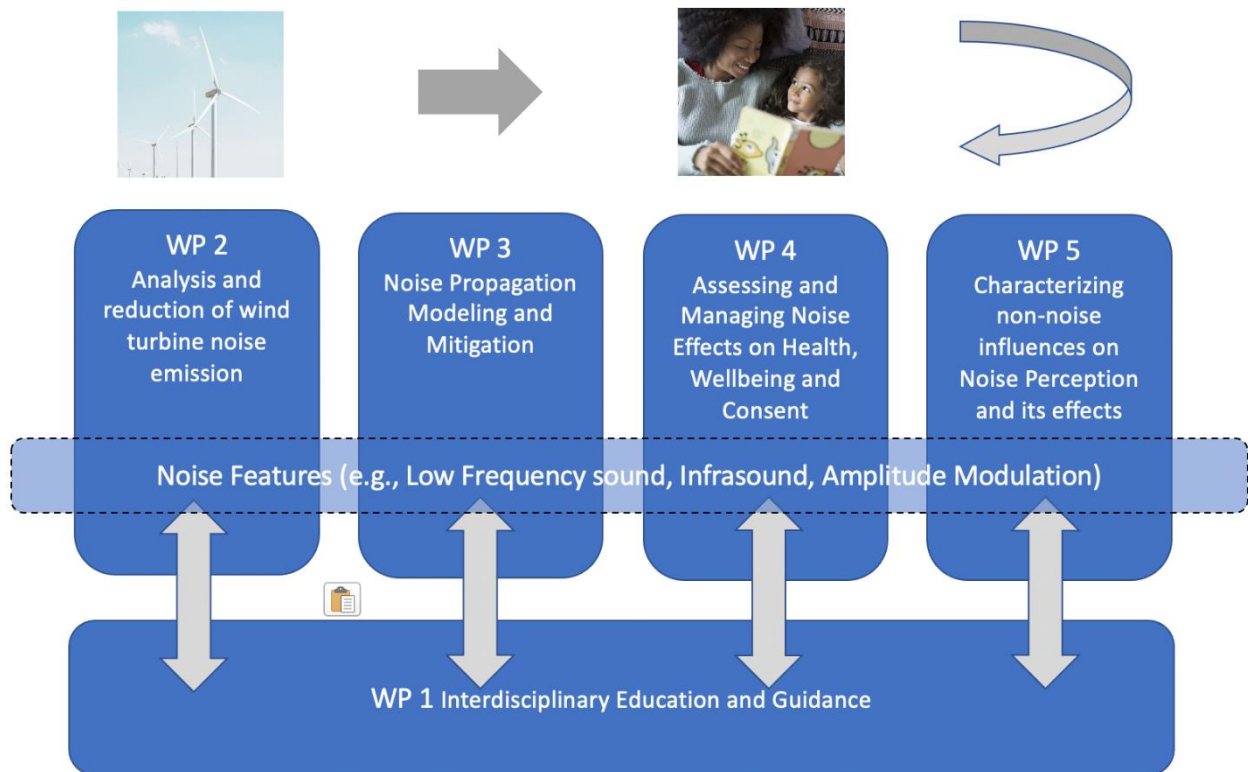 WP 2
Analysis and
reduction of wind
turbine noise
emission
WP 3
Noise Propagation
Modeling and
Mitigation
WP 4
Assessing and
Managing Noise
Effects on Health,
Wellbeing and
Consent
WP 5
Characterizing
non-noise
influences on
Noise Perception
and its effects
Noise Features (e.g., Low Frequency sound, Infrasound, Amplitude Modulation)
WP 1 Interdisciplinary Education and Guidance